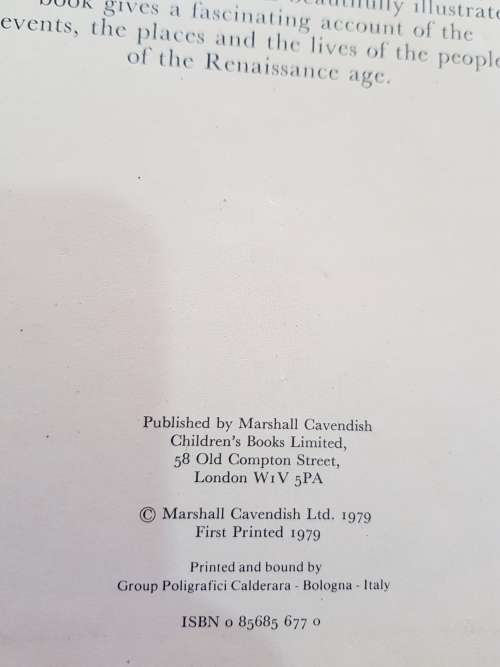 book gives a fascinating account of the
events, the places and the lives of the people
of the Renaissance age.
Published by Marshall Cavendish
Children's Books Limited,
58 Old Compton Street,
London W1V 5PA
© Marshall Cavendish Ltd. 1979
First Printed 1979
Printed and bound by
Group Poligrafici Calderara - Bologna - Italy
ISBN 0 85685 677 0